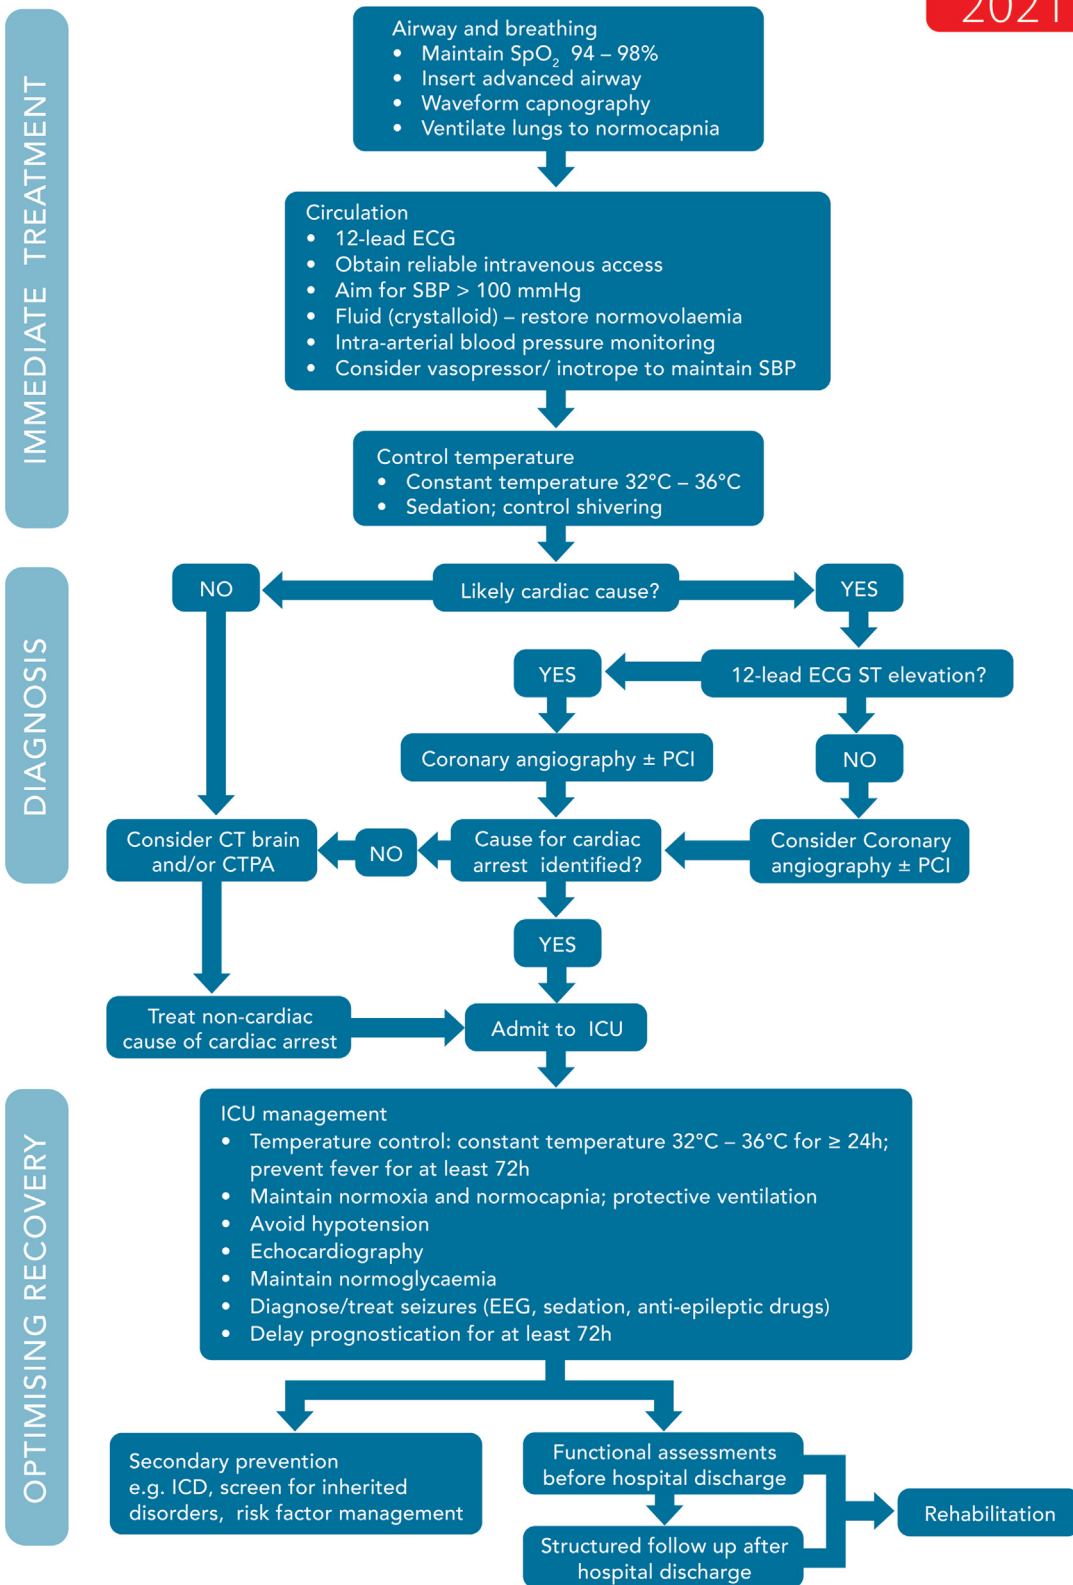 2021
IMMEDIATE TREATMENT
Airway and breathing
• Maintain SpO₂ 94 – 98%
• Insert advanced airway
• Waveform capnography
• Ventilate lungs to normocapnia
Circulation
• 12-lead ECG
• Obtain reliable intravenous access
• Aim for SBP > 100 mmHg
• Fluid (crystalloid) – restore normovolaemia
• Intra-arterial blood pressure monitoring
• Consider vasopressor/ inotrope to maintain SBP
Control temperature
• Constant temperature 32°C – 36°C
• Sedation; control shivering
DIAGNOSIS
NO
Likely cardiac cause?
YES
YES
12-lead ECG ST elevation?
Coronary angiography ± PCI
NO
Consider CT brain
and/or CTPA
NO
Cause for cardiac
arrest identified?
Consider Coronary
angiography ± PCI
YES
Treat non-cardiac
cause of cardiac arrest
Admit to ICU
OPTIMISING RECOVERY
ICU management
• Temperature control: constant temperature 32°C – 36°C for ≥ 24h;
prevent fever for at least 72h
• Maintain normoxia and normocapnia; protective ventilation
• Avoid hypotension
• Echocardiography
• Maintain normoglycaemia
• Diagnose/treat seizures (EEG, sedation, anti-epileptic drugs)
• Delay prognostication for at least 72h
Secondary prevention
e.g. ICD, screen for inherited
disorders, risk factor management
Functional assessments
before hospital discharge
Structured follow up after
hospital discharge
Rehabilitation